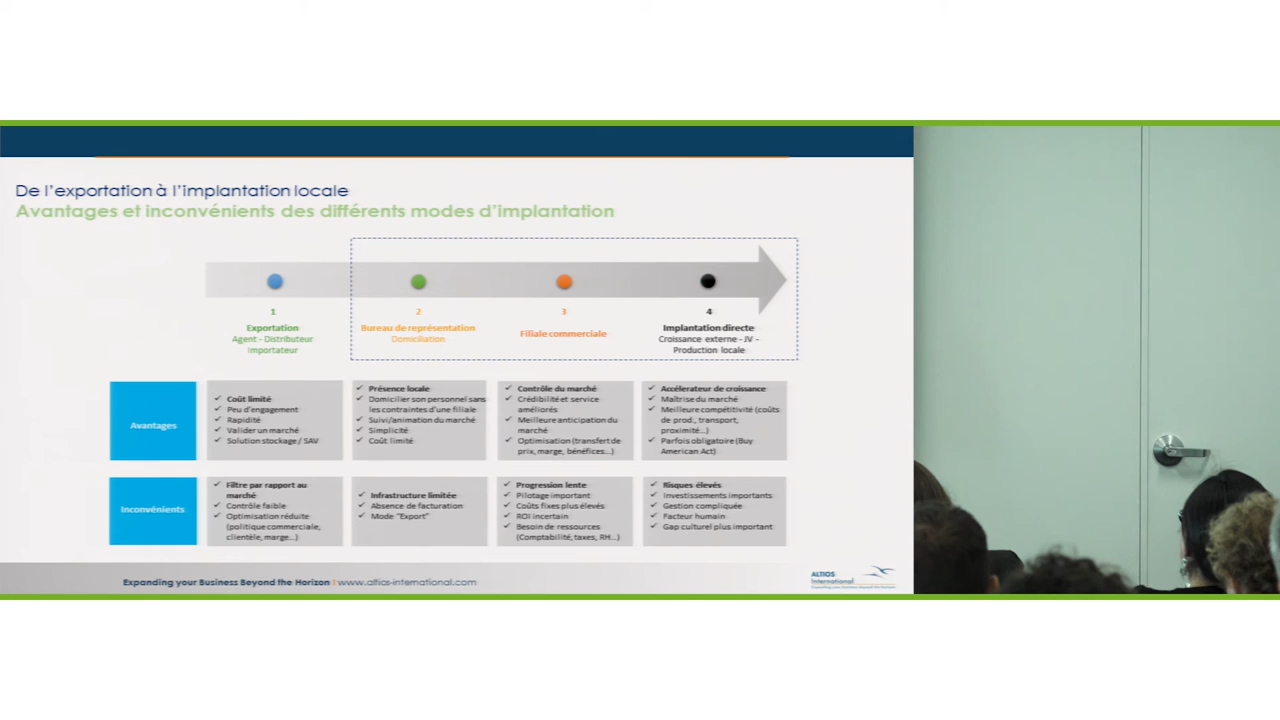 De l'exportation à l'implantation locale
Avantages et inconvénients des différents modes d'implantation
1
Exportation
Agent - Distributeur
Importateur
2
Bureau de représentation
Domiciliation
3
Filiale commerciale
4
Implantation directe
Croissance externe - JV -
Production locale
Avantages
✓ Coût limité
✓ Peu d'engagement
✓ Rapidité
✓ Valider un marché
✓ Solution stockage / SAV
✓ Présence locale
✓ Domicilier son personnel sans
les contraintes d'une filiale
✓ Suivi/animation du marché
✓ Simplicité
✓ Coût limité
✓ Contrôle du marché
✓ Crédibilité et service
améliorés
✓ Meilleure anticipation du
marché
✓ Optimisation (transfert de
prix, marge, bénéfices...)
✓ Accélerateur de croissance
✓ Maîtrise du marché
✓ Meilleure compétitivité (coûts
de prod., transport,
proximité...)
✓ Parfois obligatoire (Buy
American Act)
Inconvénients
✓ Filtre par rapport au
marché
✓ Contrôle faible
✓ Optimisation réduite
(politique commerciale,
clientèle, marge...)
✓ Infrastructure limitée
✓ Absence de facturation
✓ Mode "Export"
✓ Progression lente
✓ Pilotage important
✓ Coûts fixes plus élevés
✓ ROI incertain
✓ Besoin de ressources
(Comptabilité, taxes, RH...)
✓ Risques élevés
✓ Investissements importants
✓ Gestion compliquée
✓ Facteur humain
✓ Gap culturel plus important
Expanding your Business Beyond the Horizon I www.altios-international.com
ALTIOS
International
Expanding your Business Beyond the Horizon